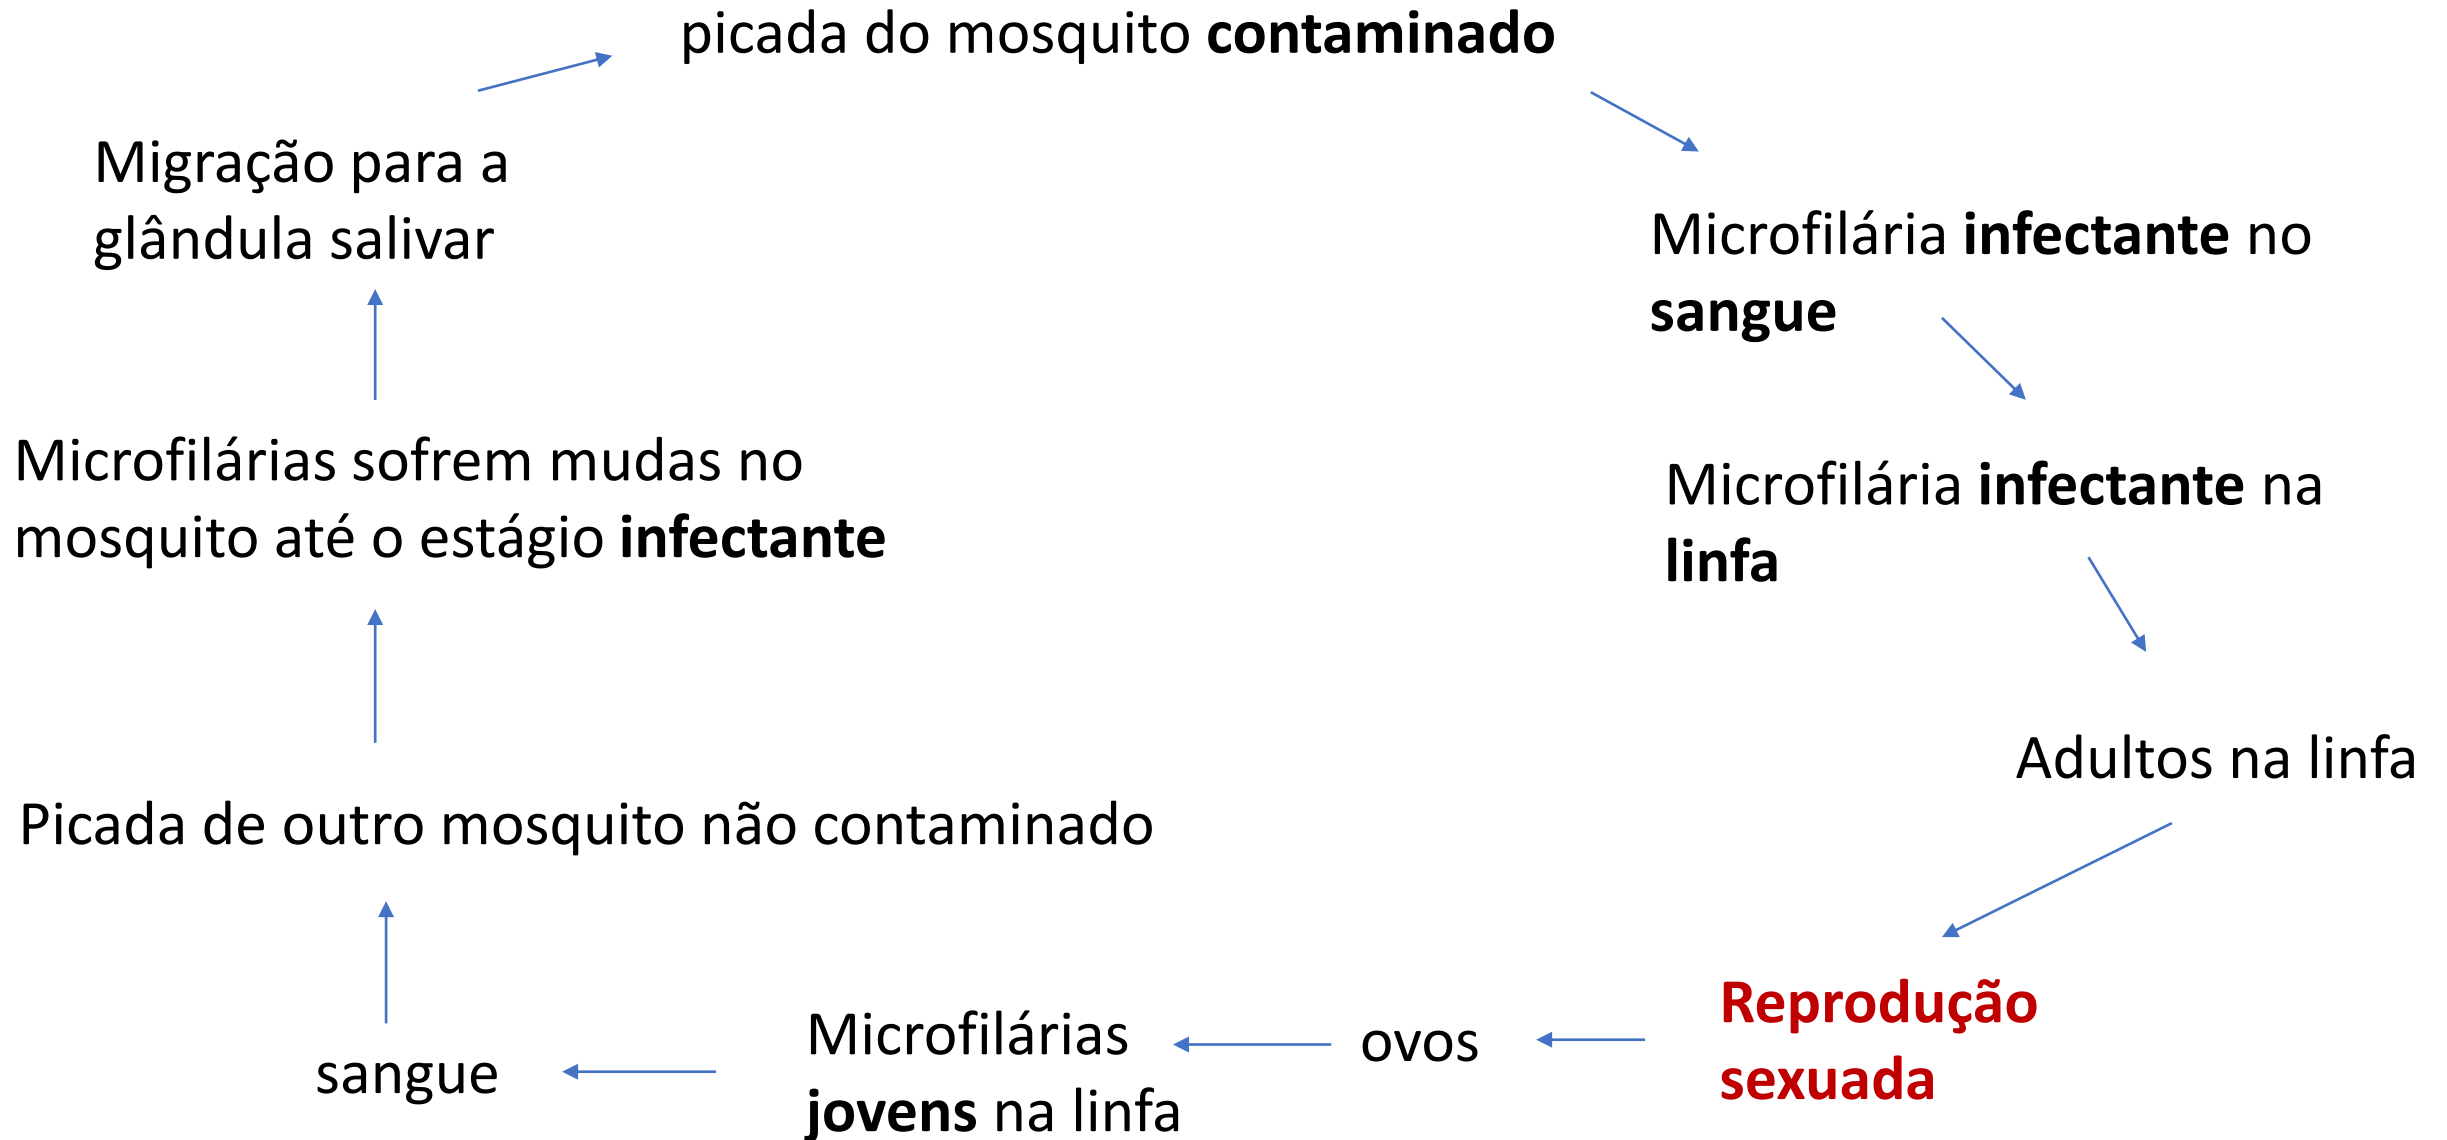 picada do mosquito contaminado
Microfilária infectante no
sangue
Microfilária infectante na
linfa
Adultos na linfa
Reprodução
sexuada
ovos
Microfilárias
jovens na linfa
sangue
Picada de outro mosquito não contaminado
Microfilárias sofrem mudas no
mosquito até o estágio infectante
Migração para a
glândula salivar